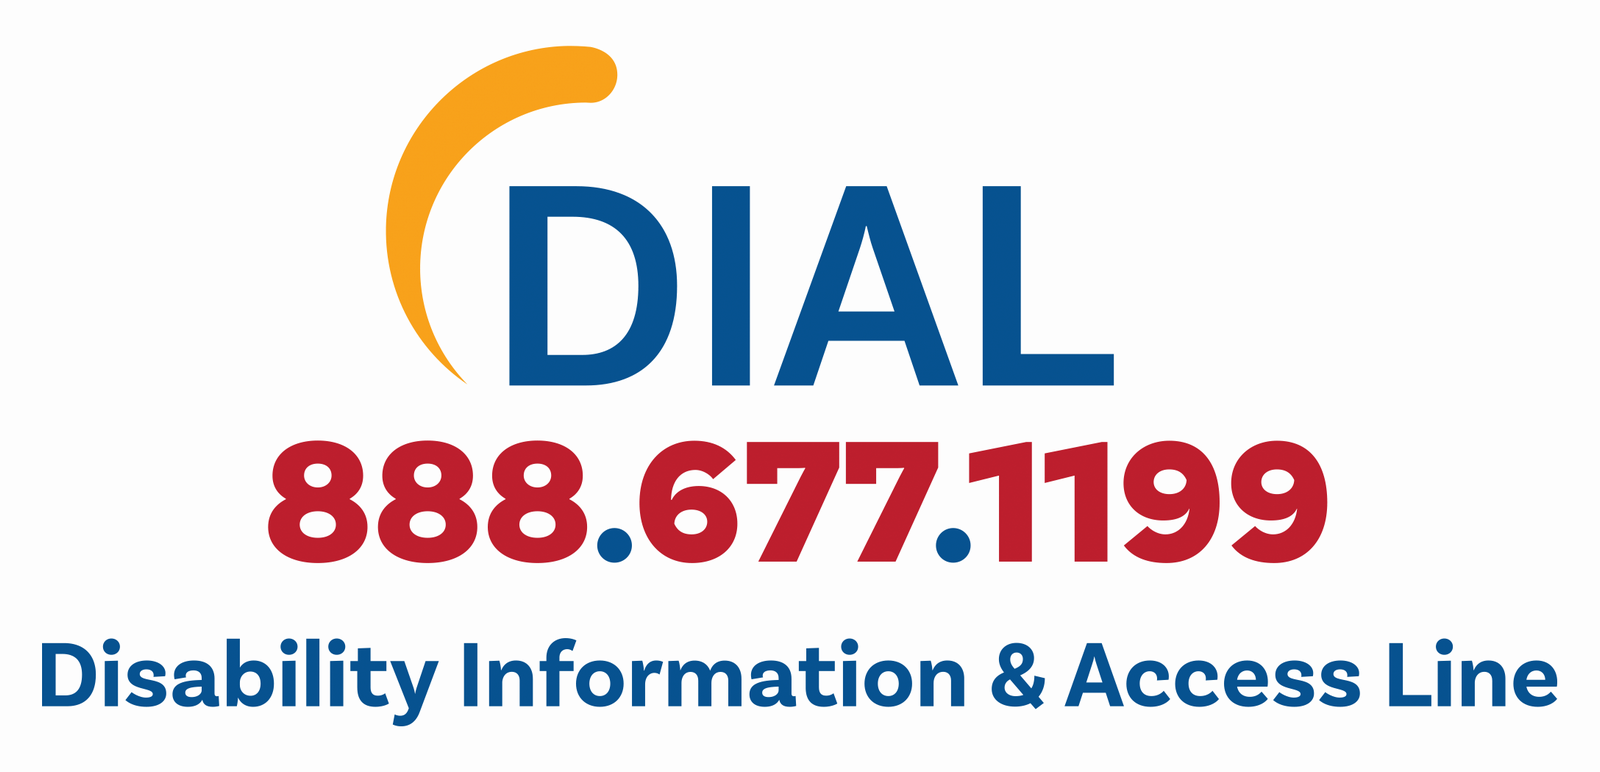 DIAL
888.677.1199
Disability Information & Access Line